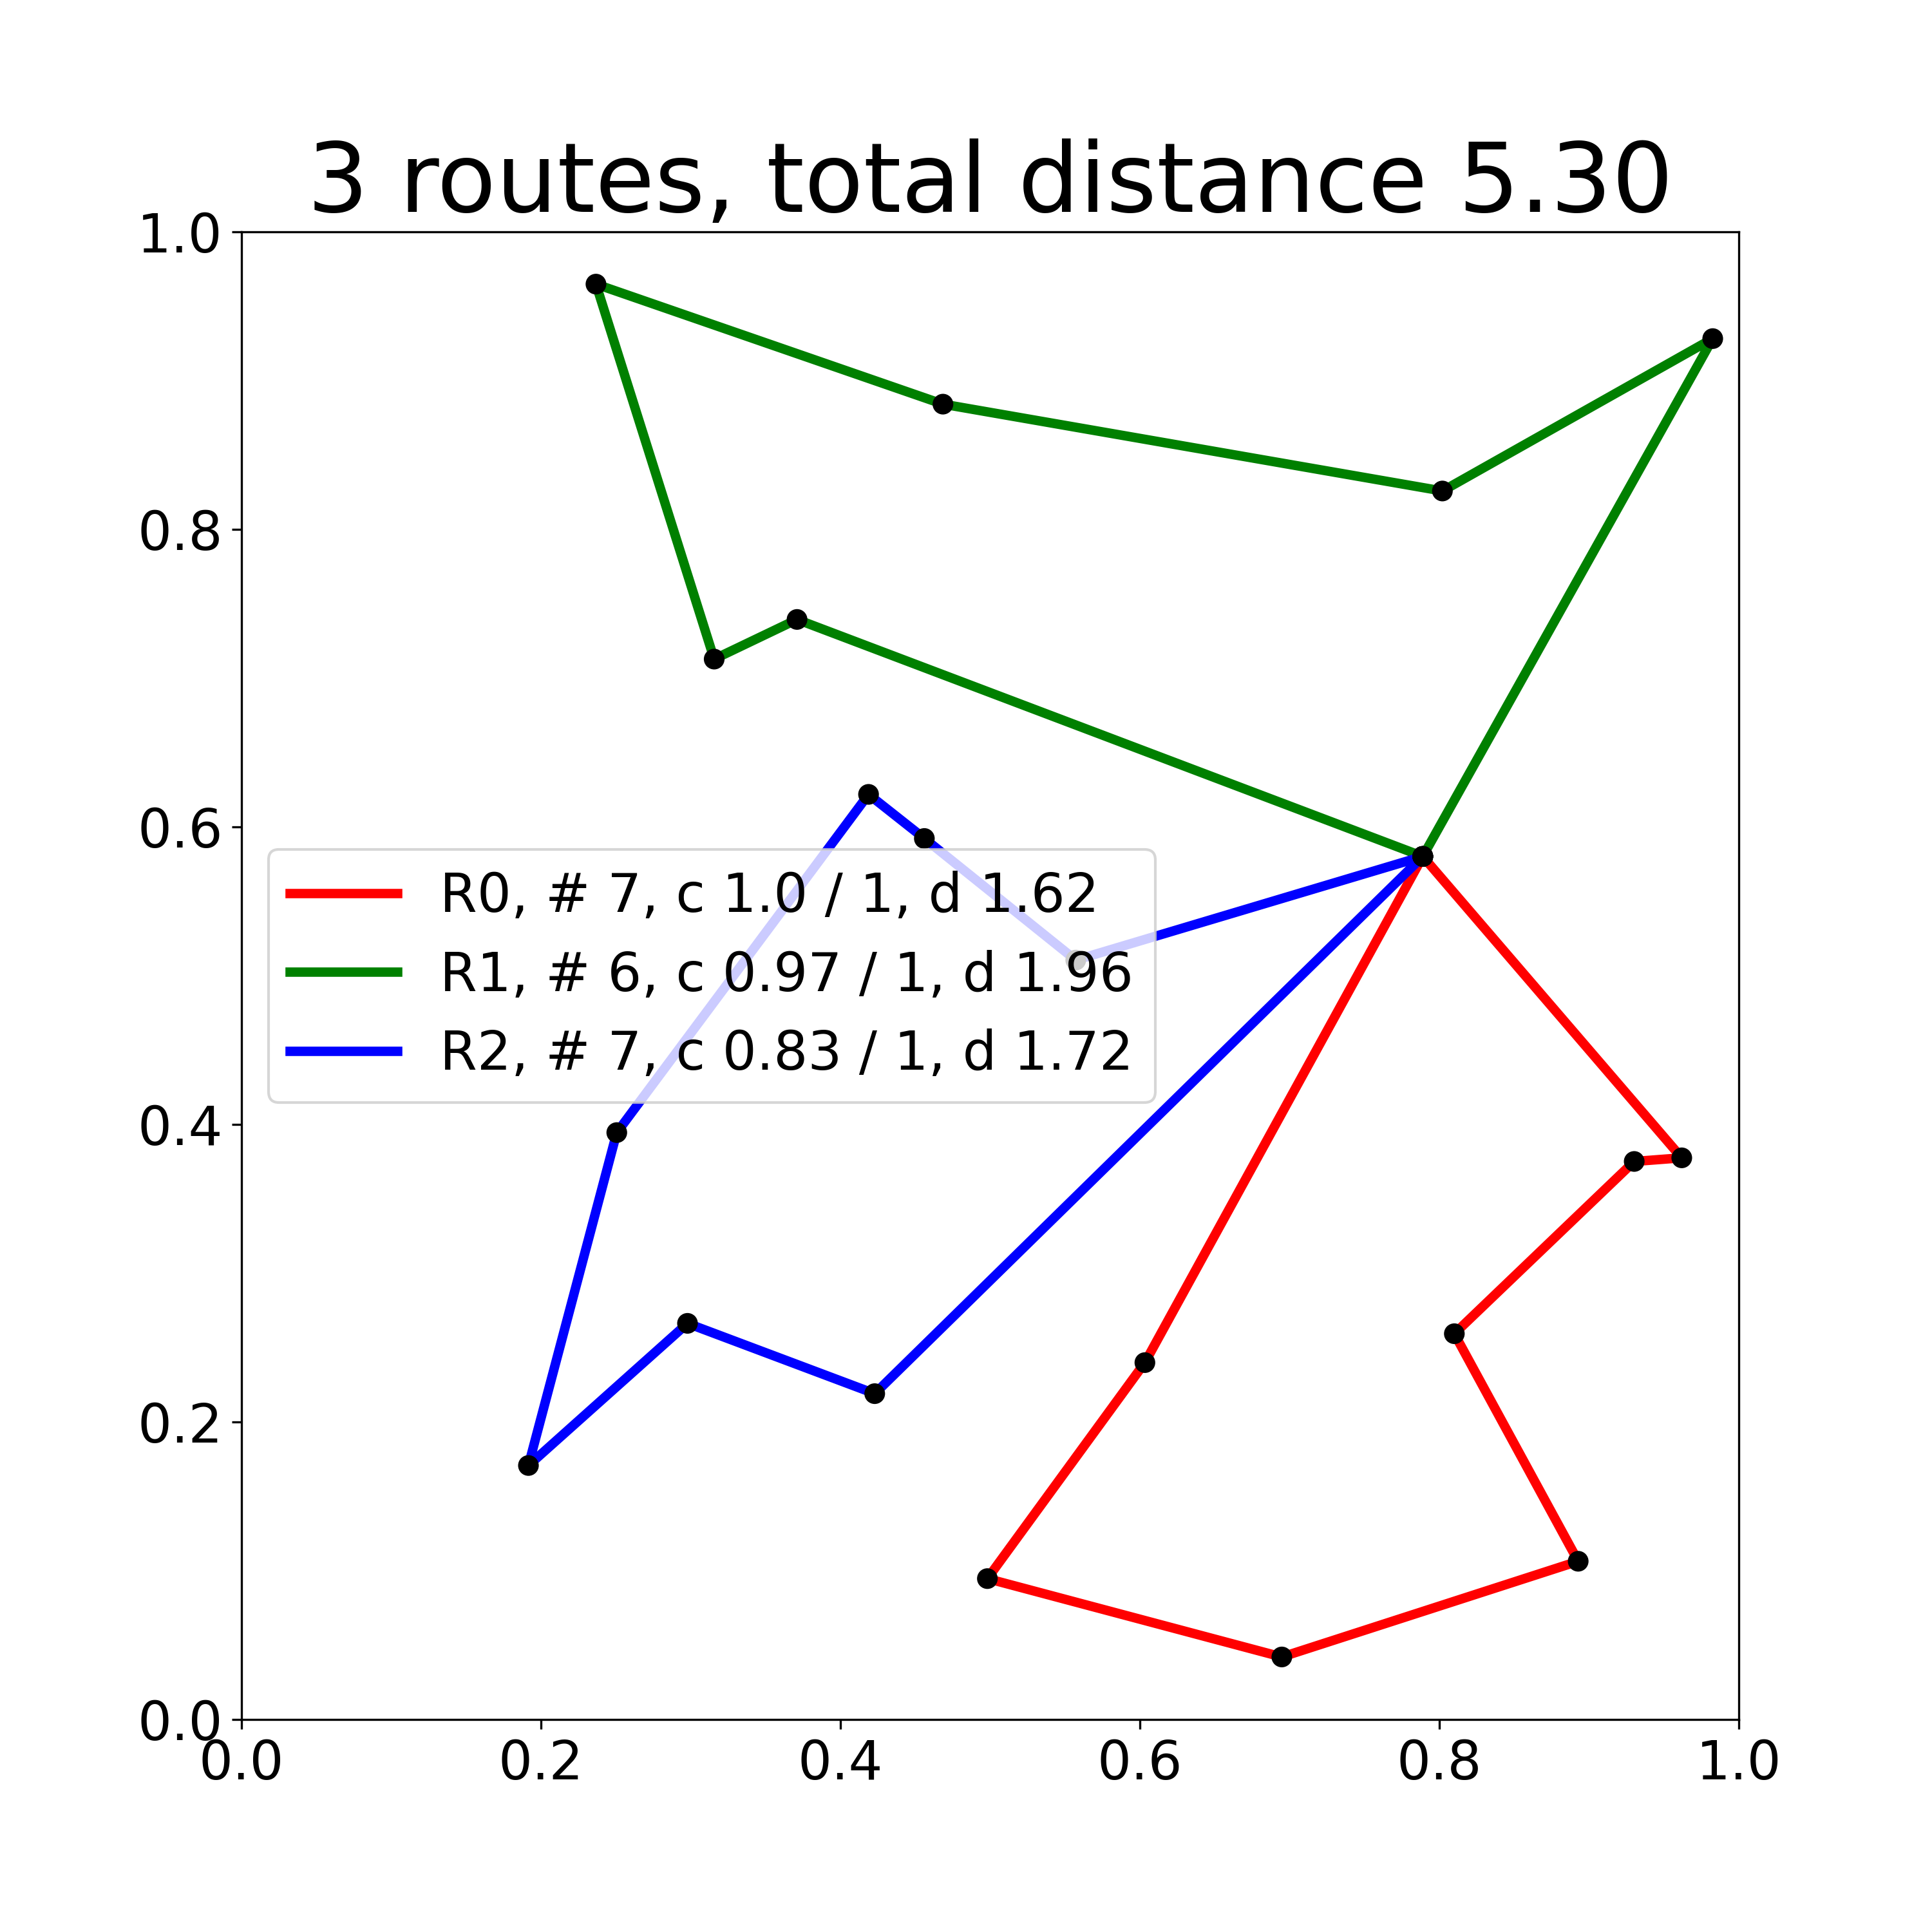 3 routes, total distance 5.30
1.0
0.8
0.6
R0, # 7, c 1.0 / 1, d 1.62
R1, # 6, c 0.97 / 1, d 1.96
R2, # 7, c 0.83 / 1, d 1.72
0.4
0.2
0.0
0.0 0.2 0.4 0.6 0.8 1.0